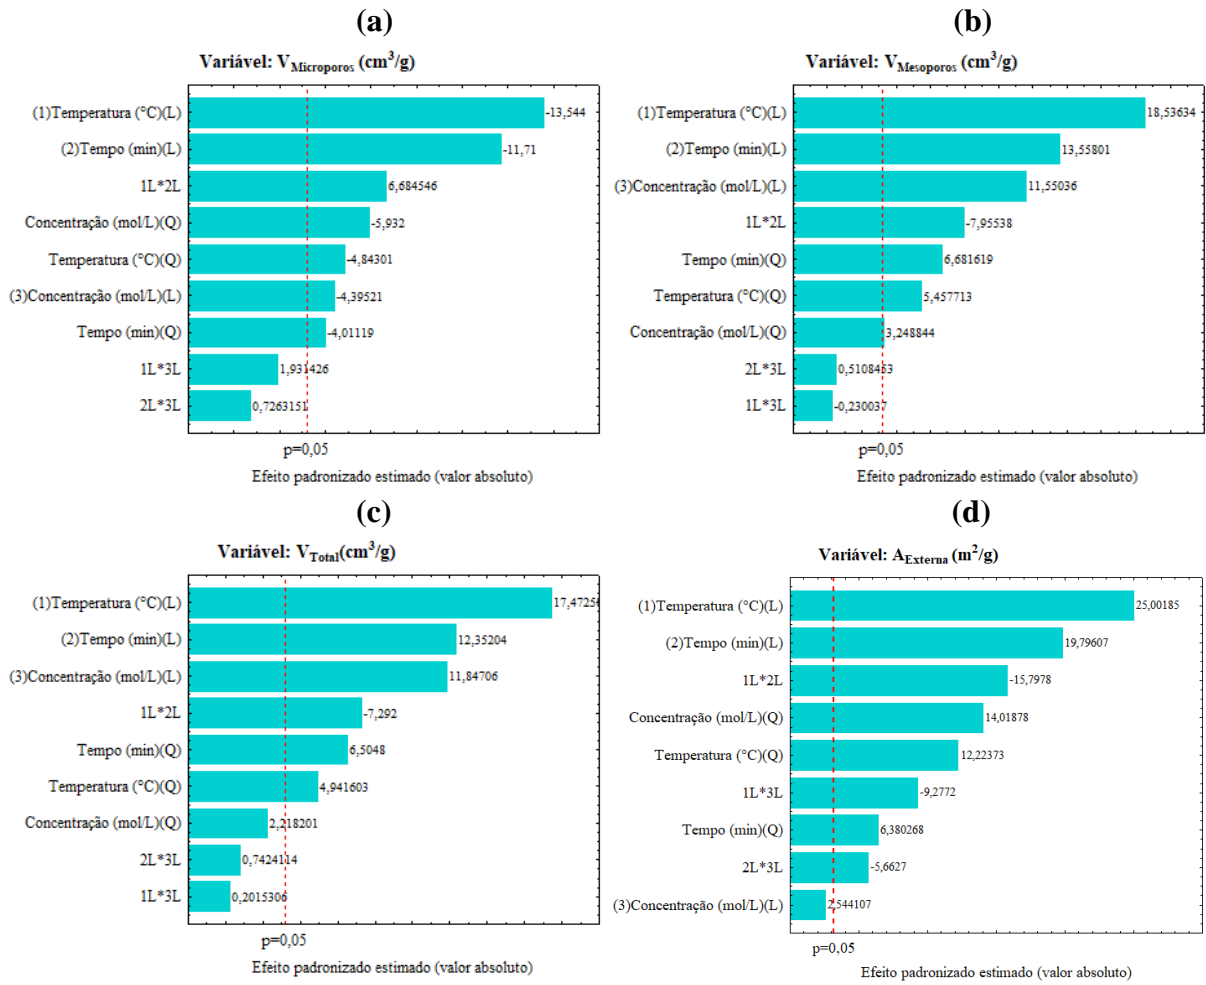 (a)
Variável: V_Microporos (cm³/g)
(1)Temperatura (°C)(L) -13,544
(2)Tempo (min)(L) -11,71
1L*2L 6,684546
Concentração (mol/L)(Q) -5,932
Temperatura (°C)(Q) -4,84301
(3)Concentração (mol/L)(L) -4,39521
Tempo (min)(Q) -4,01119
1L*3L 1,931426
2L*3L 0,7263151
p=0,05
Efeito padronizado estimado (valor absoluto)
(b)
Variável: V_Mesoporos (cm³/g)
(1)Temperatura (°C)(L) 18,53634
(2)Tempo (min)(L) 13,55801
(3)Concentração (mol/L)(L) 11,55036
1L*2L -7,95538
Tempo (min)(Q) 6,681619
Temperatura (°C)(Q) 5,457713
Concentração (mol/L)(Q) 3,248844
2L*3L 0,5108453
1L*3L -0,230037
p=0,05
Efeito padronizado estimado (valor absoluto)
(c)
Variável: V_Total(cm³/g)
(1)Temperatura (°C)(L)
(2)Tempo (min)(L) 12,35204
(3)Concentração (mol/L)(L) 11,84706
1L*2L -7,292
Tempo (min)(Q) 6,5048
Temperatura (°C)(Q) 4,941603
Concentração (mol/L)(Q) 2,218201
2L*3L 0,7424114
1L*3L 0,2015306
p=0,05
Efeito padronizado estimado (valor absoluto)
(d)
Variável: A_Externa (m²/g)
(1)Temperatura (°C)(L) 25,00185
(2)Tempo (min)(L) 19,79607
1L*2L -15,7978
Concentração (mol/L)(Q) 14,01878
Temperatura (°C)(Q) 12,22373
1L*3L -9,2772
Tempo (min)(Q) 6,380268
2L*3L -5,6627
(3)Concentração (mol/L)(L) 2,544107
p=0,05
Efeito padronizado estimado (valor absoluto)